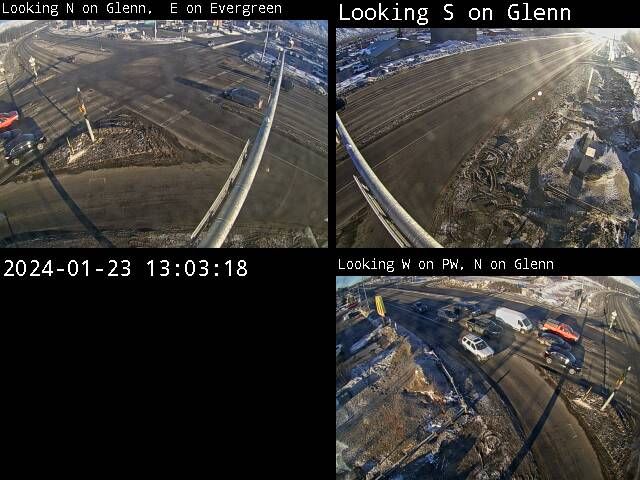 Looking N on Glenn,  E on Evergreen
Looking S on Glenn
2024-01-23 13:03:18
Looking W on PW, N on Glenn